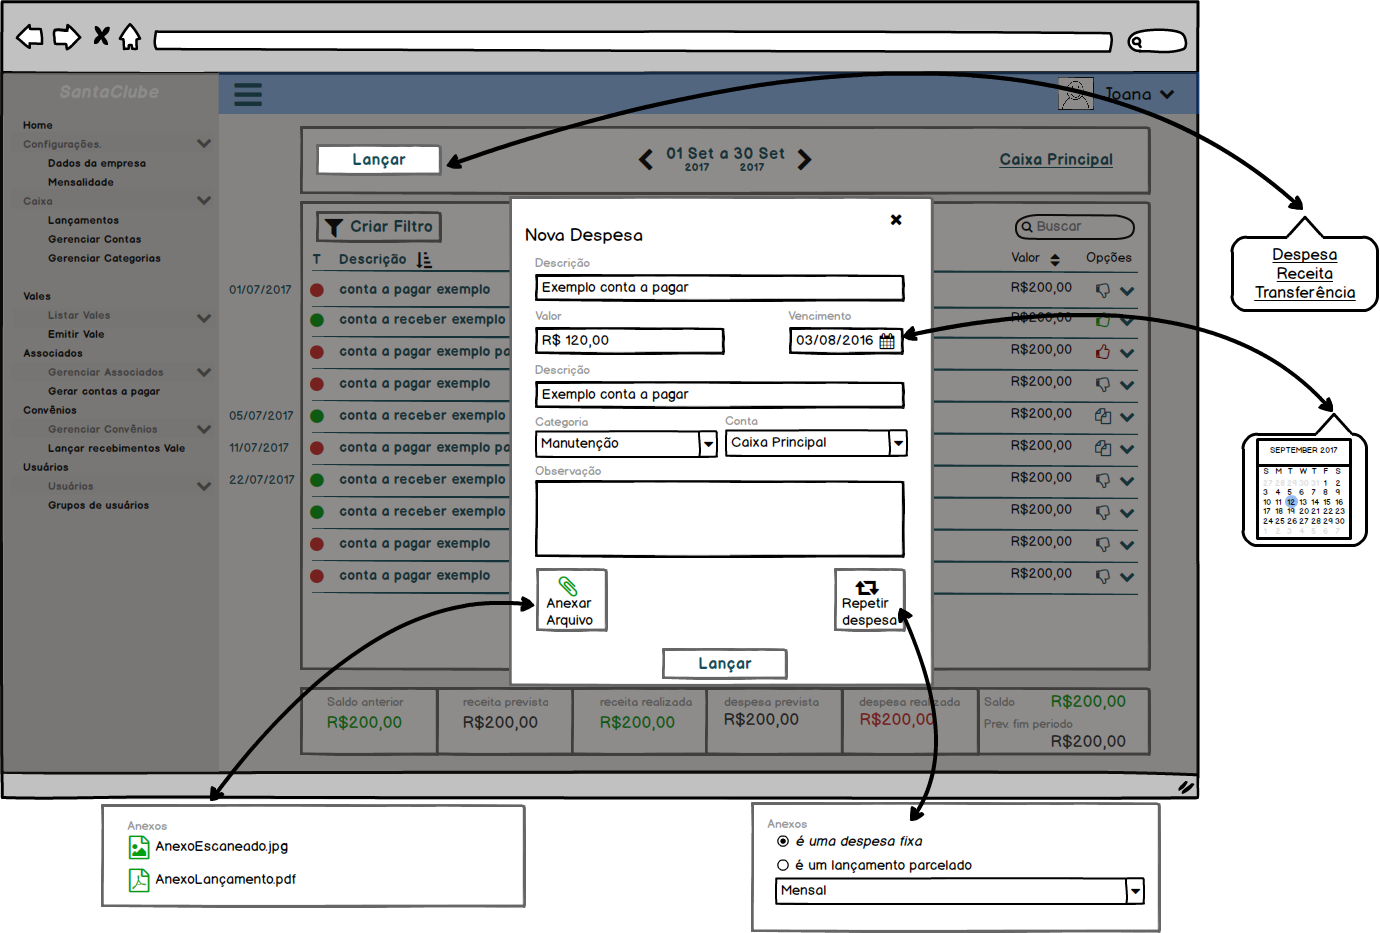 SantaClube
Joana
Home
Configurações.
Dados da empresa
Mensalidade
Caixa
Lançamentos
Gerenciar Contas
Gerenciar Categorias
Vales
Listar Vales
Emitir Vale
Associados
Gerenciar Associados
Gerar contas a pagar
Convênios
Gerenciar Convênios
Lançar recebimentos Vale
Usuários
Usuários
Grupos de usuários
Lançar
01 Set a 30 Set
2017 2017
Caixa Principal
Criar Filtro
Buscar
T Descrição Valor Opções
01/07/2017 conta a pagar exemplo R$200,00
conta a receber exemplo R$200,00
conta a pagar exemplo pa R$200,00
conta a pagar exemplo R$200,00
05/07/2017 conta a receber exemplo R$200,00
11/07/2017 conta a pagar exemplo pa R$200,00
22/07/2017 conta a receber exemplo R$200,00
conta a receber exemplo R$200,00
conta a pagar exemplo R$200,00
conta a pagar exemplo R$200,00
Nova Despesa
Descrição
Exemplo conta a pagar
Valor Vencimento
R$ 120,00 03/08/2016
Descrição
Exemplo conta a pagar
Categoria Conta
Manutenção Caixa Principal
Observação
Anexar
Arquivo
Repetir
despesa
Lançar
Saldo anterior
R$200,00
receita prevista
R$200,00
receita realizada
R$200,00
despesa prevista
R$200,00
despesa realizada
R$200,00
Saldo R$200,00
Prev. fim periodo
R$200,00
Despesa
Receita
Transferência
SEPTEMBER 2017
S M T W T F S
27 28 29 30 31 1 2
3 4 5 6 7 8 9
10 11 12 13 14 15 16
17 18 19 20 21 22 23
24 25 26 27 28 29 30
1 2 3 4 5 6 7
Anexos
AnexoEscaneado.jpg
AnexoLançamento.pdf
Anexos
é uma despesa fixa
é um lançamento parcelado
Mensal